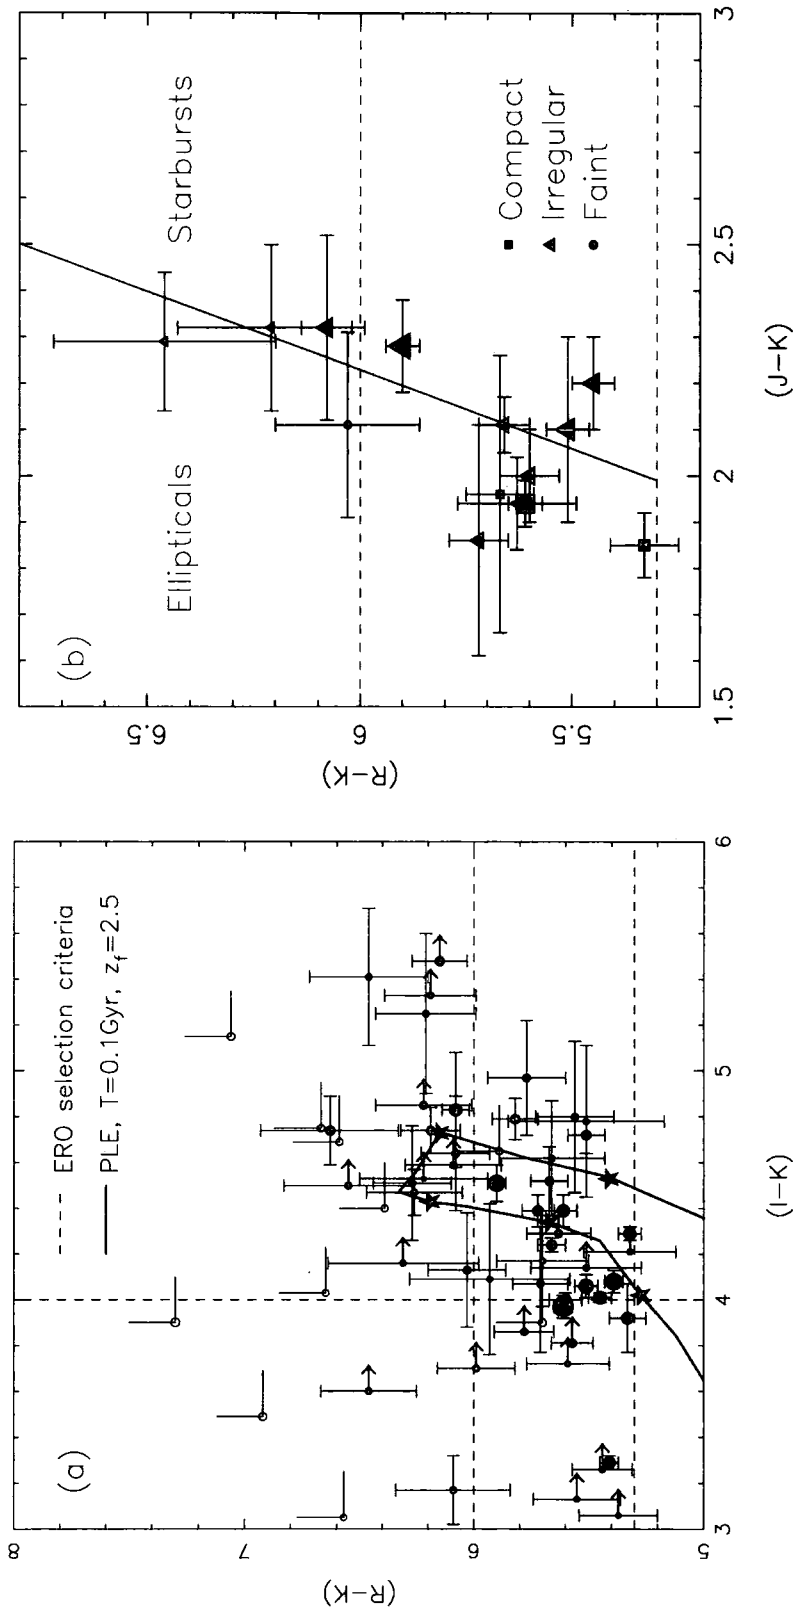 (a)
--- ERO selection criteria
— PLE, T=0.1Gyr, z_f=2.5
(R−K)
8
7
6
5
3
4
5
6
(I−K)
(b)
Ellipticals
Starbursts
Compact
Irregular
Faint
(R−K)
6.5
6
5.5
1.5
2
2.5
3
(J−K)